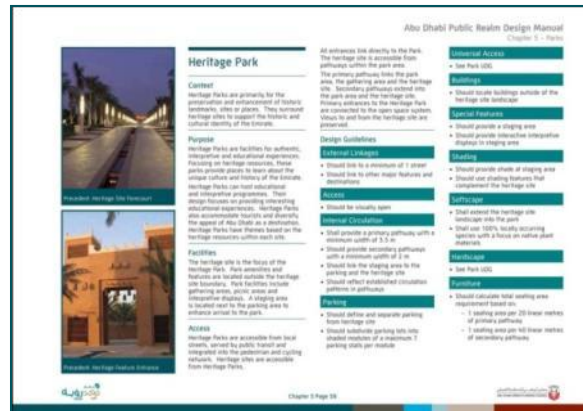 Abu Dhabi Public Realm Design Manual
Chapter 5 – Parks
Precedent: Heritage Site Forecourt
Precedent: Heritage Feature Entrance
Heritage Park
Context
Heritage Parks are primarily for the
preservation and enhancement of historic
landmarks, sites or places. They surround
heritage sites to support the historic and
cultural identity of the Emirate.
Purpose
Heritage Parks are facilities for authentic,
interpretive and educational experiences.
Focusing on heritage resources, these
parks provide places to learn about the
unique culture and history of the Emirate.
Heritage Parks can host educational
and interpretive programmes. Their
design focuses on providing interesting
educational experiences. Heritage Parks
also accommodate tourists and diversify
the appeal of Abu Dhabi as a destination.
Heritage Parks have themes based on the
heritage resources within each site.
Facilities
The heritage site is the focus of the
Heritage Park. Park amenities and
features are located outside the heritage
site boundary. Park facilities include
gathering areas, picnic areas and
interpretive displays. A staging area
is located next to the parking area to
enhance arrival to the park.
Access
Heritage Parks are accessible from local
streets, served by public transit and
integrated into the pedestrian and cycling
network. Heritage sites are accessible
from Heritage Parks.
All entrances link directly to the Park.
The heritage site is accessible from
pathways within the park area.
The primary pathway links the park
area, the gathering area and the heritage
site. Secondary pathways extend into
the park area and the heritage site.
Primary entrances to the Heritage Park
are connected to the open space system.
Views to and from the heritage site are
preserved.
Design Guidelines
External Linkages
• Should link to a minimum of 1 street
• Should link to other major features and
destinations
Access
• Should be visually open
Internal Circulation
• Shall provide a primary pathway with a
minimum width of 3.5 m
• Should provide secondary pathways
with a minimum width of 2 m
• Should link the staging area to the
parking and the heritage site
• Should reflect established circulation
patterns in pathways
Parking
• Should define and separate parking
from heritage site
• Should subdivide parking lots into
shaded modules of a maximum 7
parking stalls per module
Universal Access
• See Park UDG
Buildings
• Should locate buildings outside of the
heritage site landscape
Special Features
• Should provide a staging area
• Should provide interactive interpretive
displays in staging area
Shading
• Should provide shade at staging area
• Should use shading features that
complement the heritage site
Softscape
• Shall extend the heritage site
landscape into the park
• Shall use 100% locally occurring
species with a focus on native plant
materials
Hardscape
• See Park UDG
Furniture
• Should calculate total seating area
requirement based on:
– 1 seating area per 20 linear metres
of primary pathway
– 1 seating area per 40 linear metres
of secondary pathway
Chapter 5 Page 59